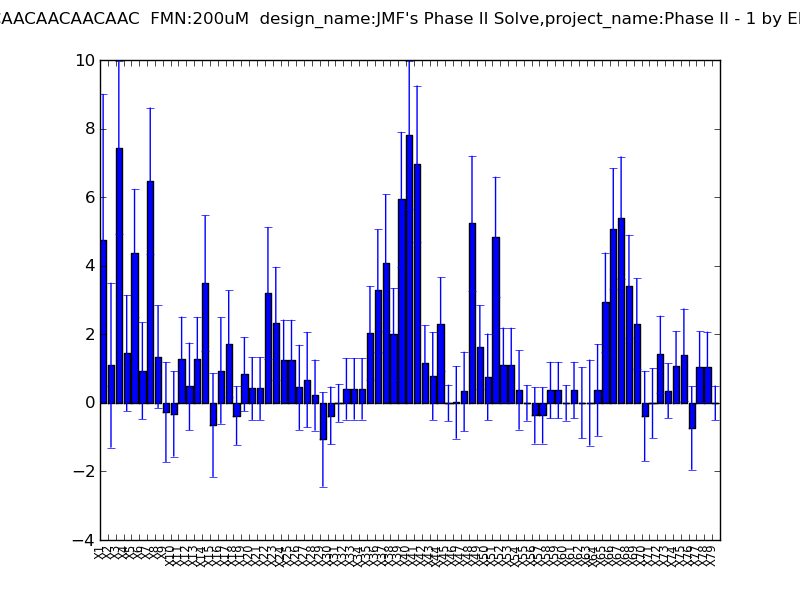 AACAACAACAAC  FMN:200uM  design_name:JMF's Phase II Solve,project_name:Phase II - 1 by
10
8
6
4
2
0
−2
−4
X1
X2
X3
X4
X5
X6
X7
X8
X9
X10
X11
X12
X13
X14
X15
X16
X17
X18
X19
X20
X21
X22
X23
X24
X25
X26
X27
X28
X29
X30
X31
X32
X33
X34
X35
X36
X37
X38
X39
X40
X41
X42
X43
X44
X45
X46
X47
X48
X49
X50
X51
X52
X53
X54
X55
X56
X57
X58
X59
X60
X61
X62
X63
X64
X65
X66
X67
X68
X69
X70
X71
X72
X73
X74
X75
X76
X77
X78
X79